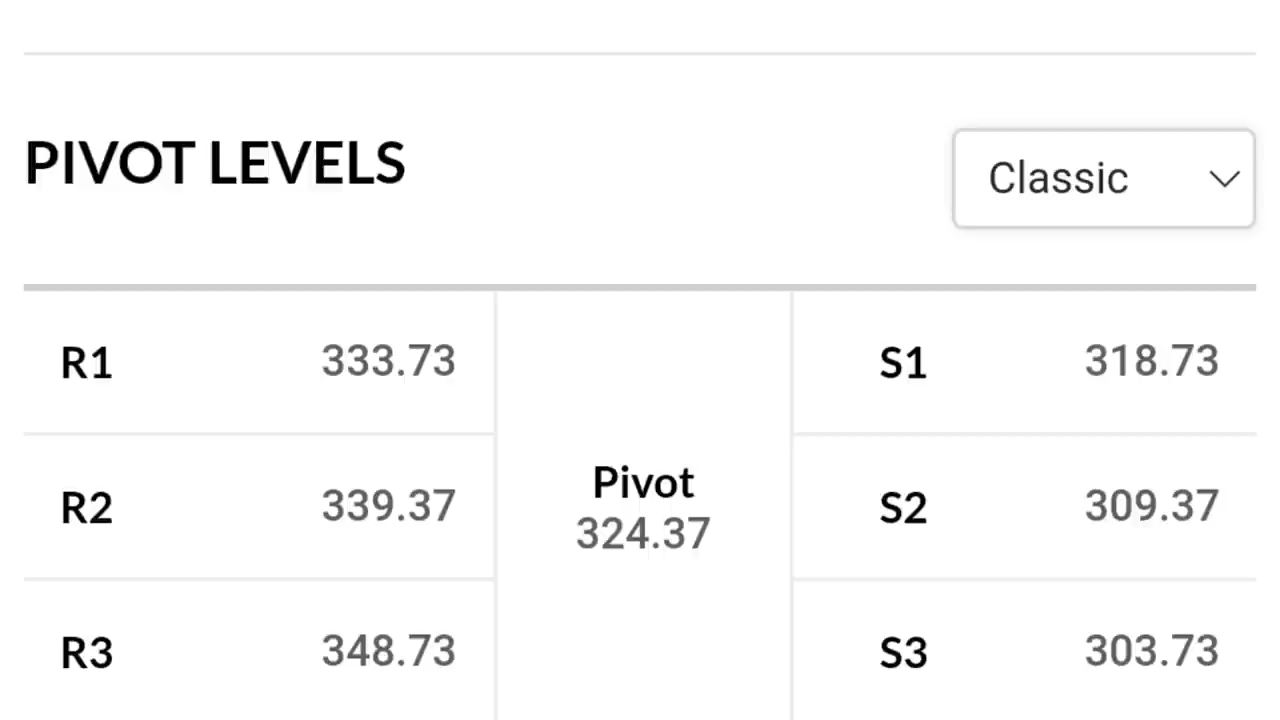 PIVOT LEVELS
Classic
R1 333.73 S1 318.73
R2 339.37 Pivot S2 309.37
324.37
R3 348.73 S3 303.73